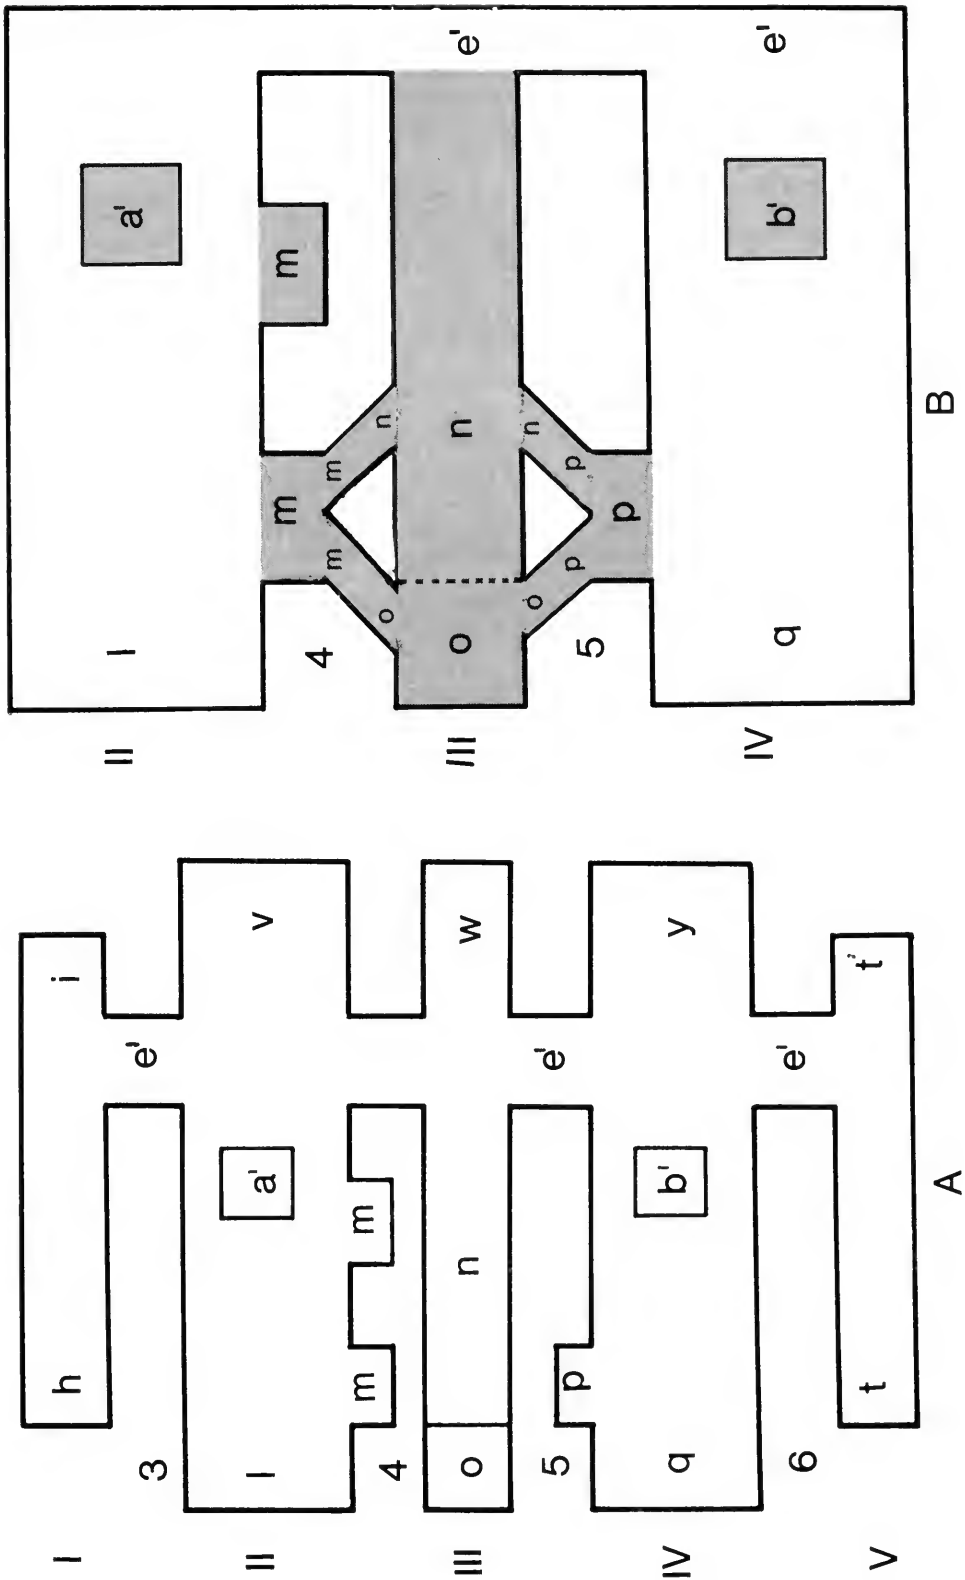 I h i
3 e'
II l a' v
4 m m
III o n w
5 p e'
IV q b' y
6 e'
V t t'
A
II l a'
m m
4 m m
o n
III o n e'
o n
p p
5 p
IV q b' e'
B